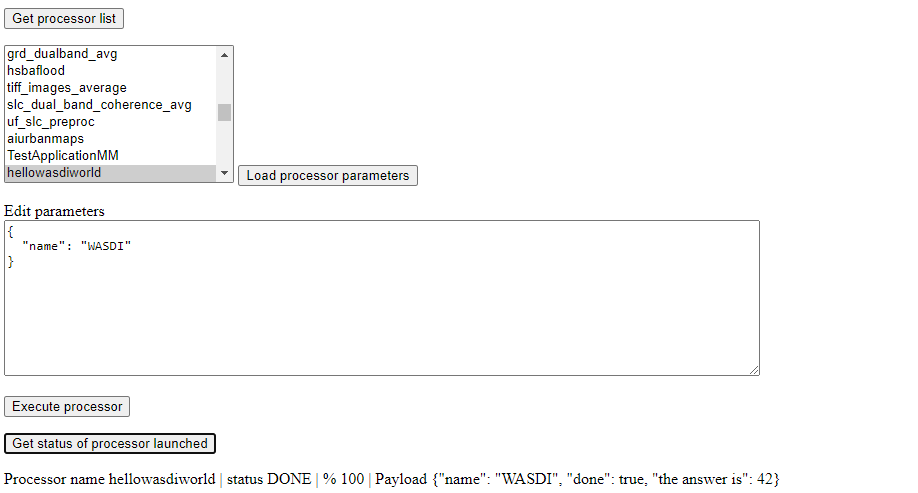 Get processor list
grd_dualband_avg
hsbaflood
tiff_images_average
slc_dual_band_coherence_avg
uf_slc_preproc
aiurbanmaps
TestApplicationMM
hellowasdiworld
Load processor parameters
Edit parameters
{
  "name": "WASDI"
}
Execute processor
Get status of processor launched
Processor name hellowasdiworld | status DONE | % 100 | Payload {"name": "WASDI", "done": true, "the answer is": 42}